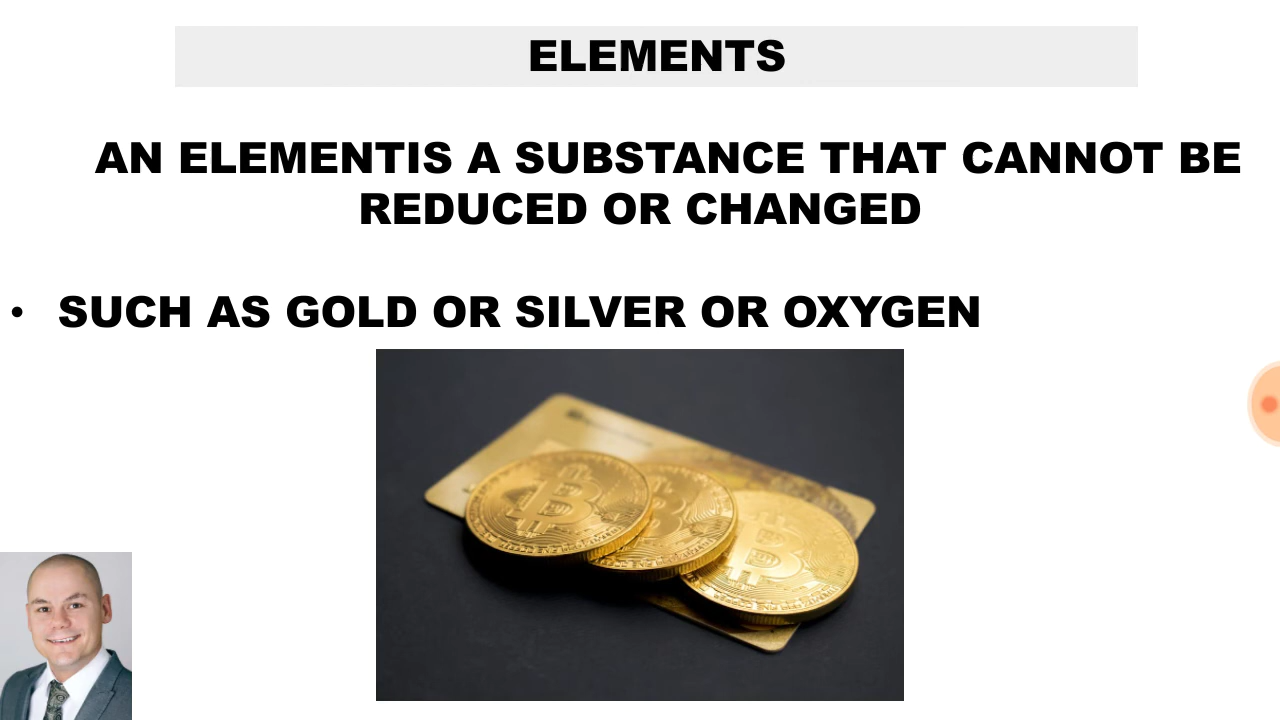 ELEMENTS
AN ELEMENTIS A SUBSTANCE THAT CANNOT BE
REDUCED OR CHANGED
• SUCH AS GOLD OR SILVER OR OXYGEN